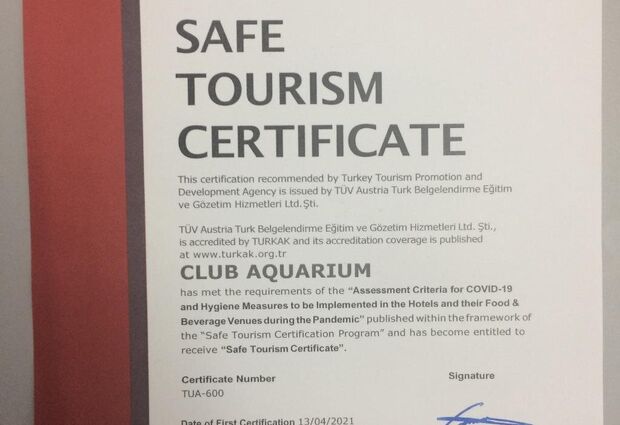 SAFE
TOURISM
CERTIFICATE
This certification recommended by Turkey Tourism Promotion and
Development Agency is issued by TÜV Austria Turk Belgelendirme Eğitim
ve Gözetim Hizmetleri Ltd.Şti.
TÜV Austria Turk Belgelendirme Eğitim ve Gözetim Hizmetleri Ltd. Şti.,
is accredited by TURKAK and its accreditation coverage is published
at www.turkak.org.tr
CLUB AQUARIUM
has met the requirements of the "Assessment Criteria for COVID-19
and Hygiene Measures to be Implemented in the Hotels and their Food &
Beverage Venues during the Pandemic" published within the framework of
the "Safe Tourism Certification Program" and has become entitled to
receive "Safe Tourism Certificate".
Certificate Number
Signature
TUA-600
Date of First Certification 13/04/2021